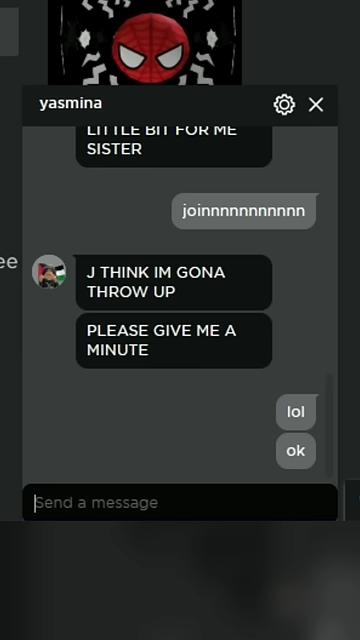 yasmina
LITTLE BIT FOR ME
SISTER
joinnnnnnnnnnn
J THINK IM GONA
THROW UP
PLEASE GIVE ME A
MINUTE
lol
ok
ee
Send a message